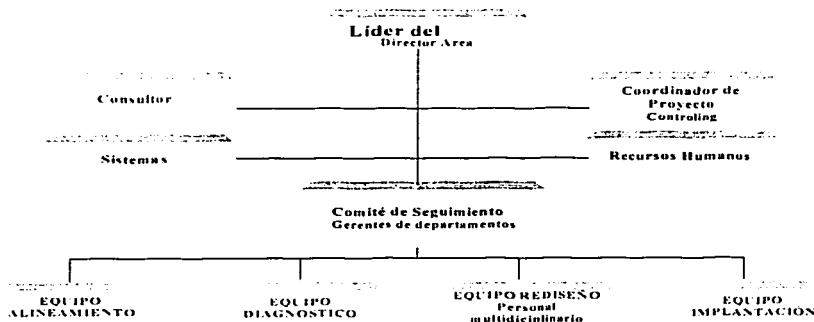 Líder del
Director Area
Consultor
Coordinador de
Proyecto
Controling
Sistemas
Recursos Humanos
Comité de Seguimiento
Gerentes de departamentos
EQUIPO
ALINEAMIENTO
EQUIPO
DIAGNOSTICO
EQUIPO REDISEÑO
Personal
multidiciplinario
EQUIPO
IMPLANTACIÓN